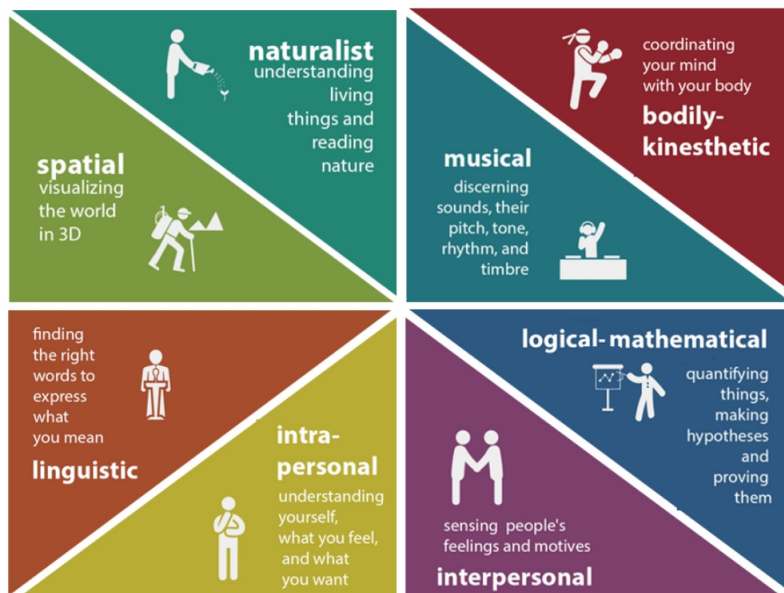 naturalist
understanding
living
things and
reading
nature
spatial
visualizing
the world
in 3D
coordinating
your mind
with your body
bodily-
kinesthetic
musical
discerning
sounds, their
pitch, tone,
rhythm, and
timbre
finding
the right
words to
express
what
you mean
linguistic
intra-
personal
understanding
yourself,
what you feel,
and what
you want
logical-mathematical
quantifying
things,
making
hypotheses
and
proving
them
sensing people's
feelings and motives
interpersonal